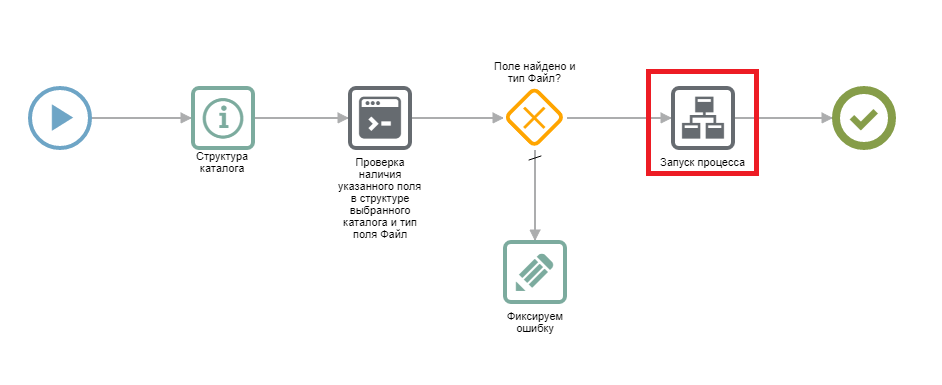 Поле найдено и
тип Файл?
Структура
каталога
Проверка
наличия
указанного поля
в структуре
выбранного
каталога и тип
поля Файл
Запуск процесса
Фиксируем
ошибку